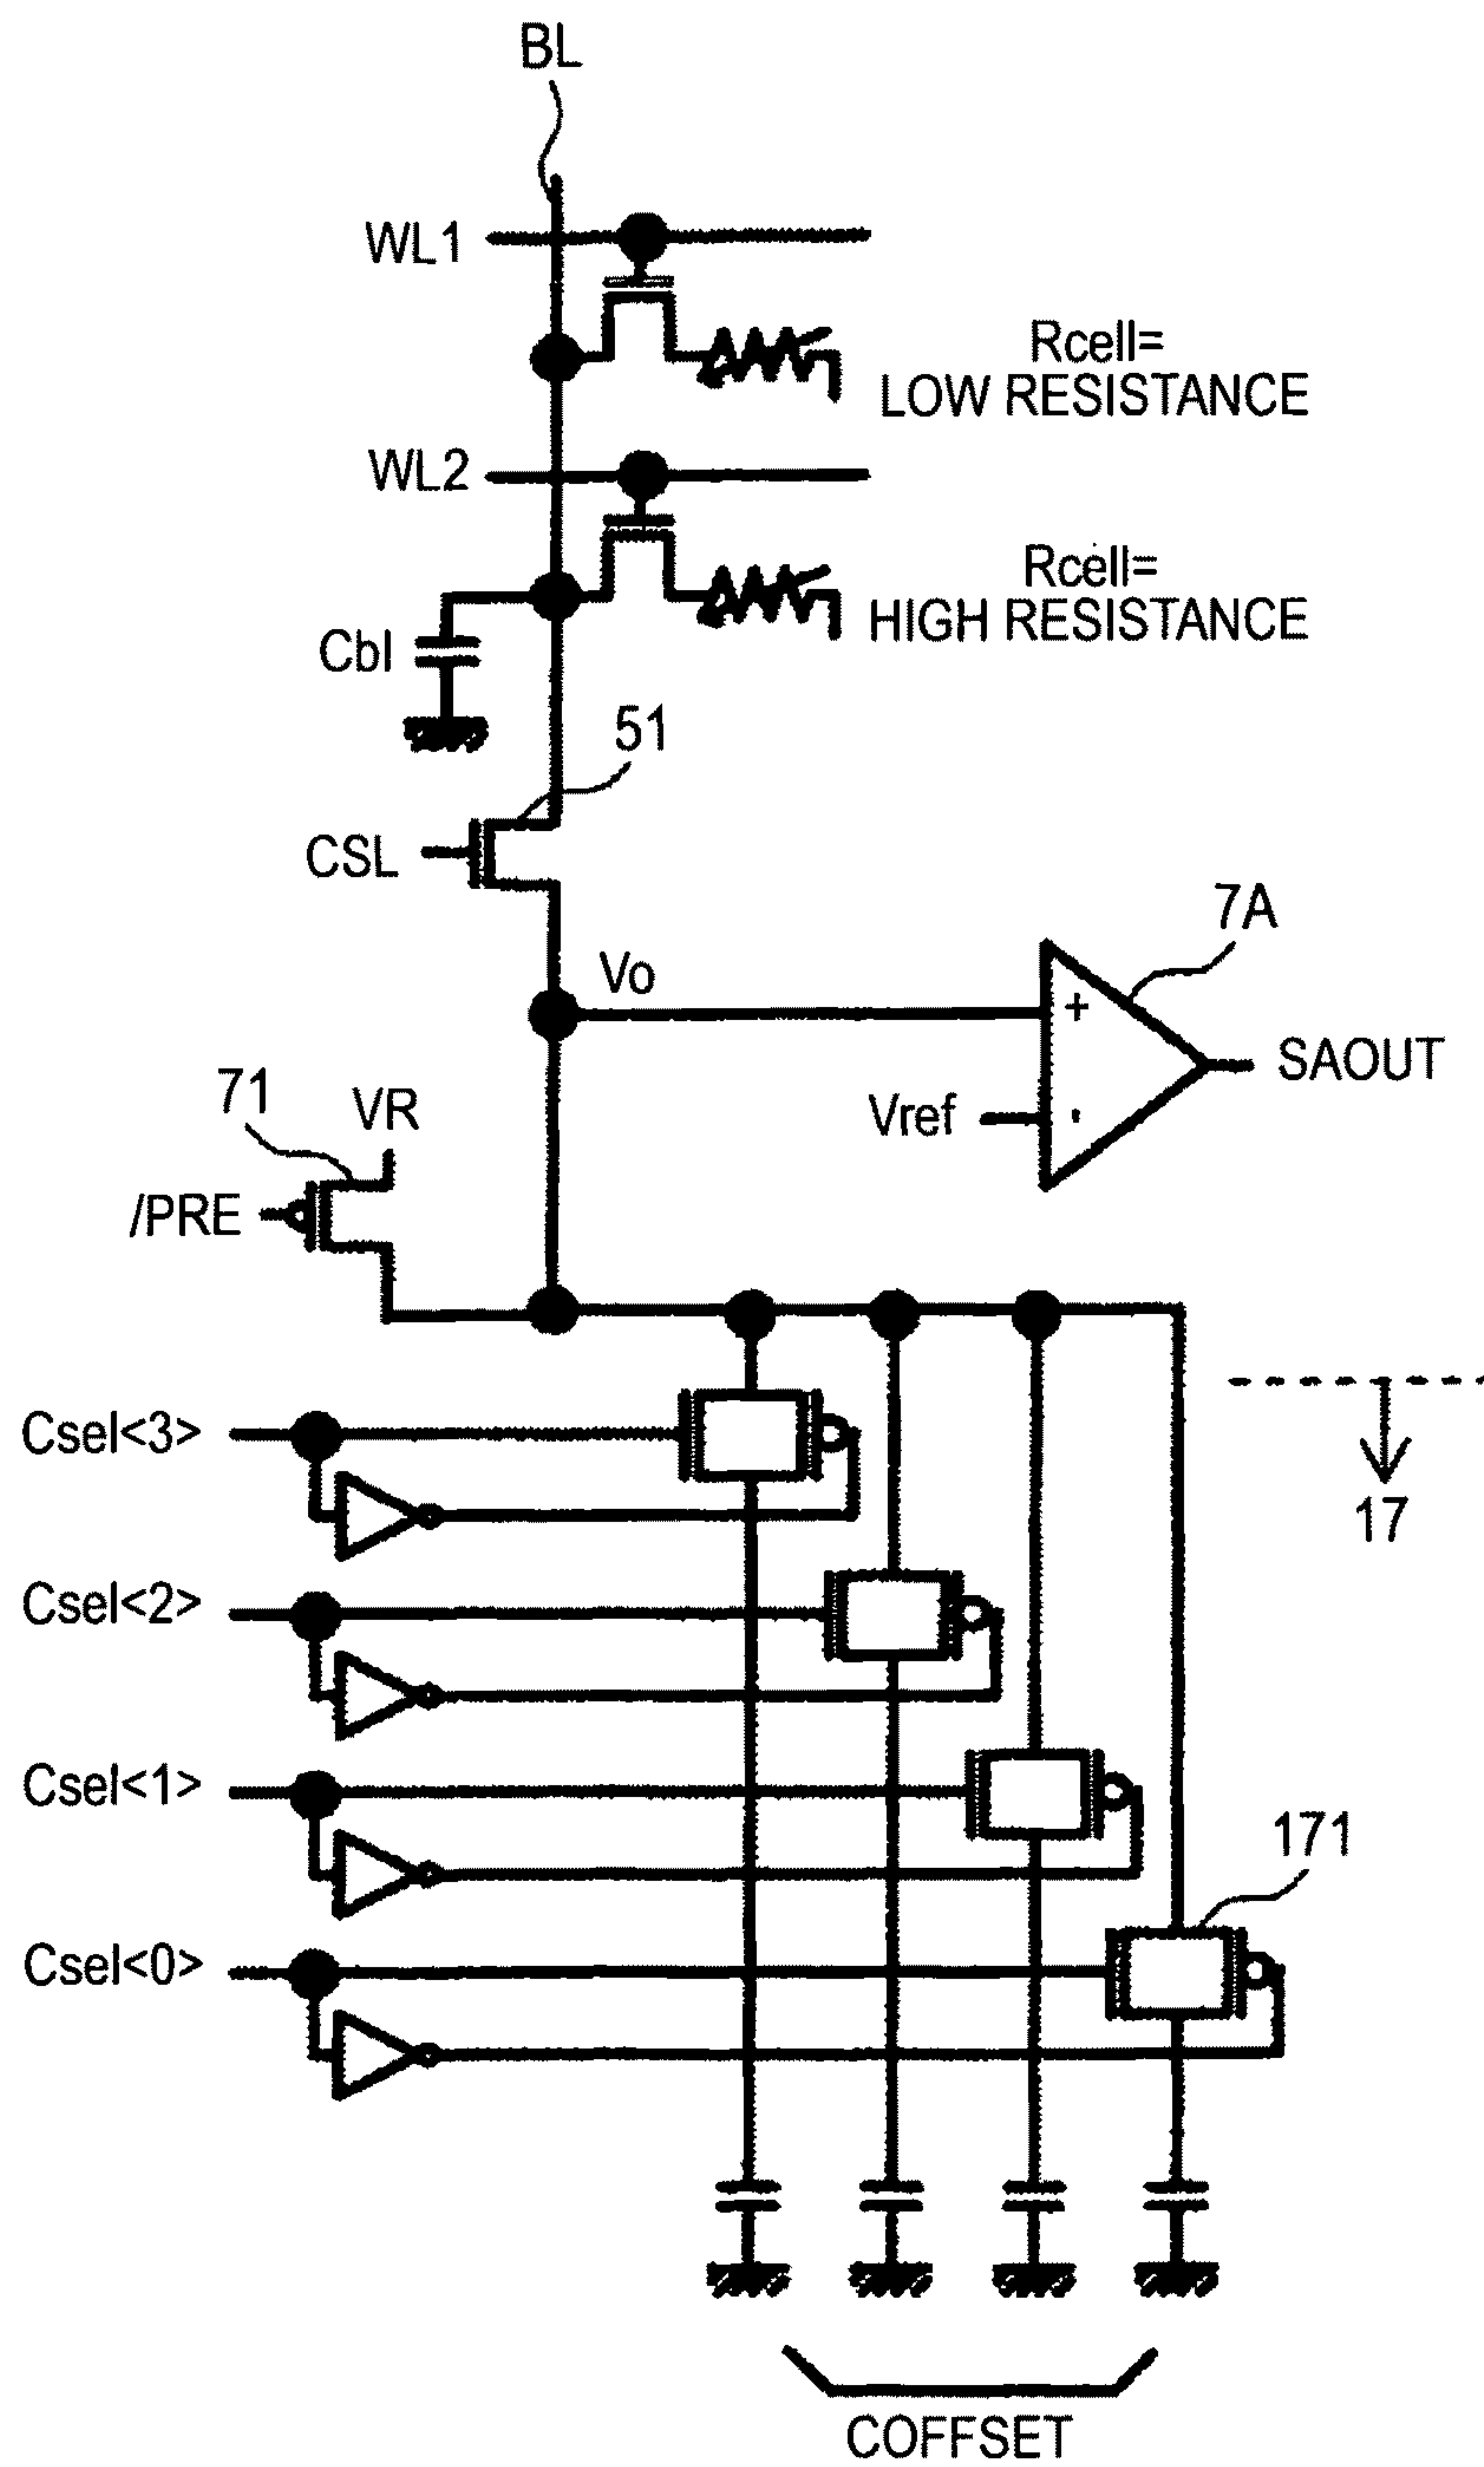 BL
WL1
Rcell=
LOW RESISTANCE
WL2
Rcell=
HIGH RESISTANCE
Cbl
51
CSL
7A
Vo
+
SAOUT
71
VR
Vref
-
/PRE
Csel<3>
17
Csel<2>
Csel<1>
171
Csel<0>
COFFSET